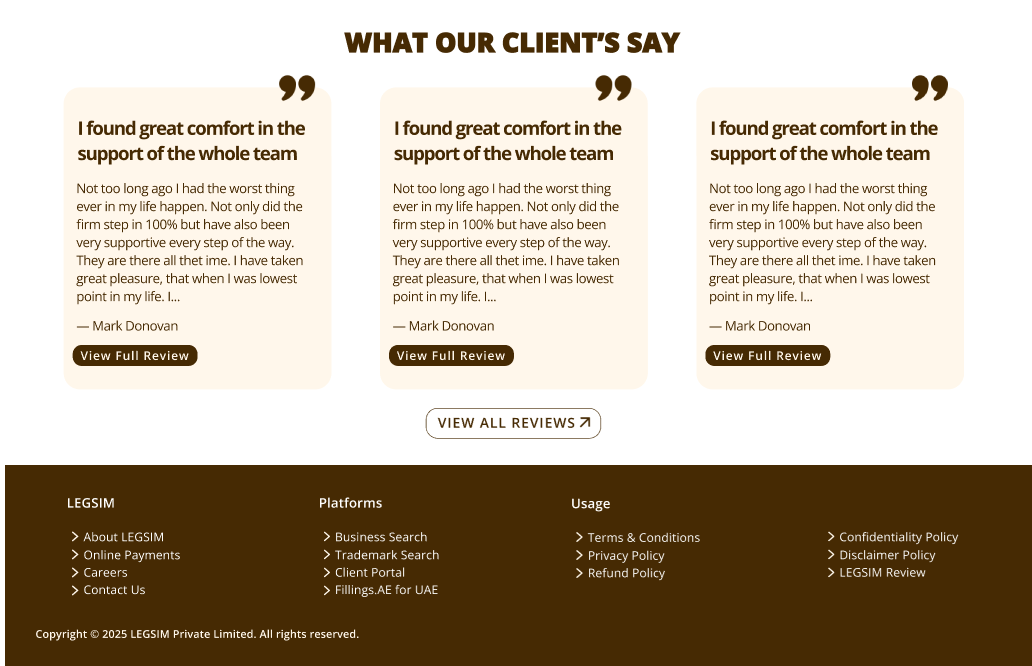 WHAT OUR CLIENT’S SAY
I found great comfort in the
support of the whole team
Not too long ago I had the worst thing
ever in my life happen. Not only did the
firm step in 100% but have also been
very supportive every step of the way.
They are there all thet ime. I have taken
great pleasure, that when I was lowest
point in my life. I...
— Mark Donovan
View Full Review
I found great comfort in the
support of the whole team
Not too long ago I had the worst thing
ever in my life happen. Not only did the
firm step in 100% but have also been
very supportive every step of the way.
They are there all thet ime. I have taken
great pleasure, that when I was lowest
point in my life. I...
— Mark Donovan
View Full Review
I found great comfort in the
support of the whole team
Not too long ago I had the worst thing
ever in my life happen. Not only did the
firm step in 100% but have also been
very supportive every step of the way.
They are there all thet ime. I have taken
great pleasure, that when I was lowest
point in my life. I...
— Mark Donovan
View Full Review
VIEW ALL REVIEWS
LEGSIM
About LEGSIM
Online Payments
Careers
Contact Us
Platforms
Business Search
Trademark Search
Client Portal
Fillings.AE for UAE
Usage
Terms & Conditions
Privacy Policy
Refund Policy
Confidentiality Policy
Disclaimer Policy
LEGSIM Review
Copyright © 2025 LEGSIM Private Limited. All rights reserved.